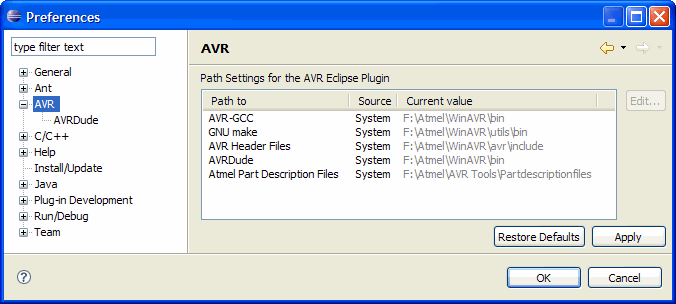 Preferences
type filter text
General
Ant
AVR
AVRDude
C/C++
Help
Install/Update
Java
Plug-in Development
Run/Debug
Team
AVR
Path Settings for the AVR Eclipse Plugin
Path to Source Current value
AVR-GCC System F:\Atmel\WinAVR\bin
GNU make System F:\Atmel\WinAVR\utils\bin
AVR Header Files System F:\Atmel\WinAVR\avr\include
AVRDude System F:\Atmel\WinAVR\bin
Atmel Part Description Files System F:\Atmel\AVR Tools\Partdescriptionfiles
Edit...
Restore Defaults Apply
? OK Cancel